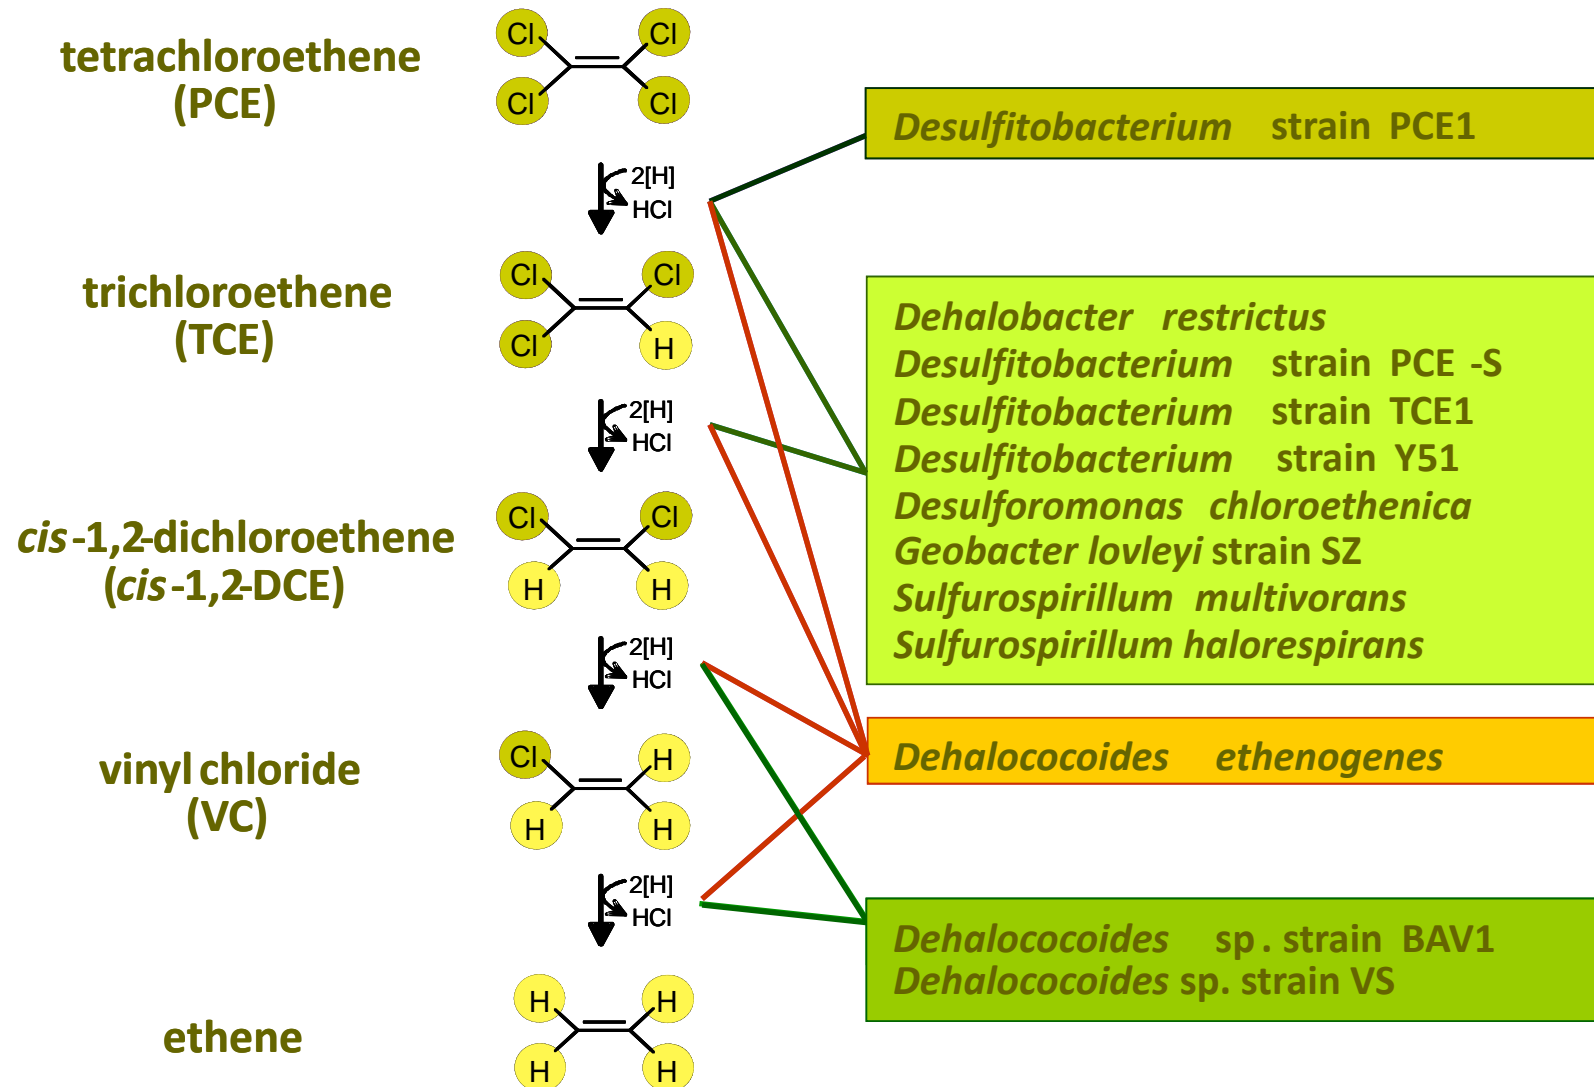 tetrachloroethene
(PCE)
Cl Cl
Cl Cl
2[H]
HCl
trichloroethene
(TCE)
Cl Cl
Cl H
2[H]
HCl
cis-1,2-dichloroethene
(cis-1,2-DCE)
Cl Cl
H H
2[H]
HCl
vinyl chloride
(VC)
Cl H
H H
2[H]
HCl
ethene
H H
H H
Desulfitobacterium strain PCE1
Dehalobacter restrictus
Desulfitobacterium strain PCE -S
Desulfitobacterium strain TCE1
Desulfitobacterium strain Y51
Desulforomonas chloroethenica
Geobacter lovleyi strain SZ
Sulfurospirillum multivorans
Sulfurospirillum halorespirans
Dehalococoides ethenogenes
Dehalococoides sp. strain BAV1
Dehalococoides sp. strain VS